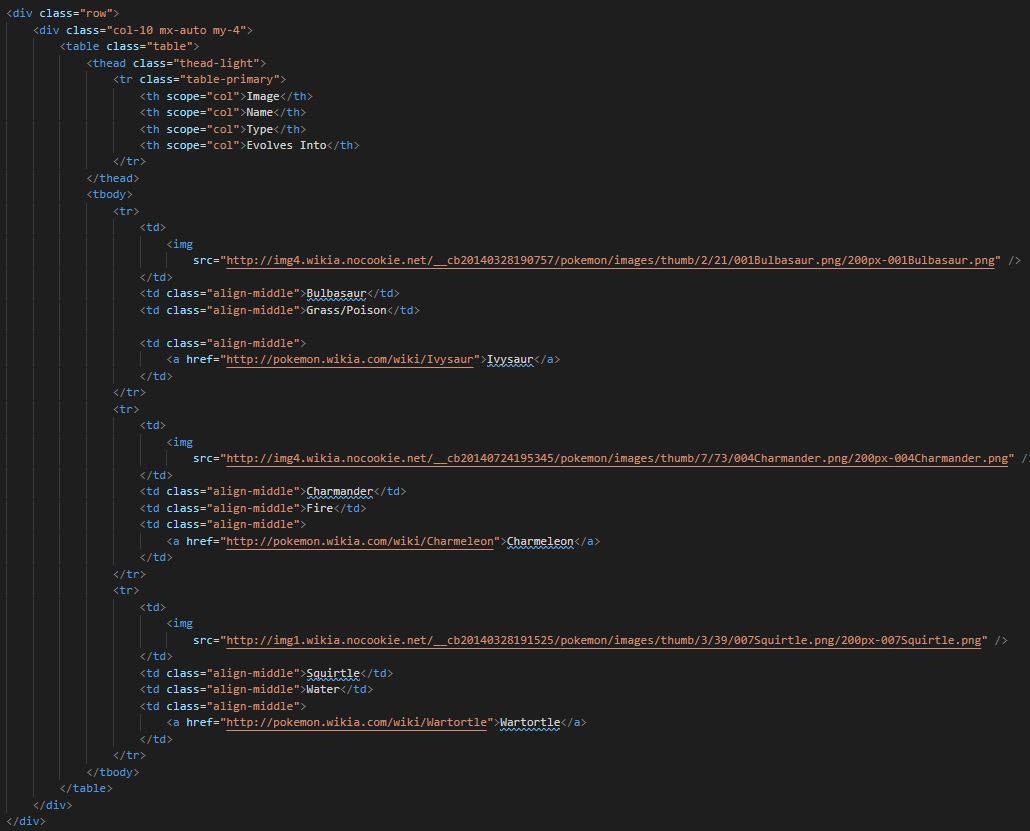 <div class="row">
    <div class="col-10 mx-auto my-4">
        <table class="table">
            <thead class="thead-light">
                <tr class="table-primary">
                    <th scope="col">Image</th>
                    <th scope="col">Name</th>
                    <th scope="col">Type</th>
                    <th scope="col">Evolves Into</th>
                </tr>
            </thead>
            <tbody>
                <tr>
                    <td>
                        <img
                            src="http://img4.wikia.nocookie.net/__cb20140328190757/pokemon/images/thumb/2/21/001Bulbasaur.png/200px-001Bulbasaur.png" />
                    </td>
                    <td class="align-middle">Bulbasaur</td>
                    <td class="align-middle">Grass/Poison</td>

                    <td class="align-middle">
                        <a href="http://pokemon.wikia.com/wiki/Ivysaur">Ivysaur</a>
                    </td>
                </tr>
                <tr>
                    <td>
                        <img
                            src="http://img4.wikia.nocookie.net/__cb20140724195345/pokemon/images/thumb/7/73/004Charmander.png/200px-004Charmander.png" /
                    </td>
                    <td class="align-middle">Charmander</td>
                    <td class="align-middle">Fire</td>
                    <td class="align-middle">
                        <a href="http://pokemon.wikia.com/wiki/Charmeleon">Charmeleon</a>
                    </td>
                </tr>
                <tr>
                    <td>
                        <img
                            src="http://img1.wikia.nocookie.net/__cb20140328191525/pokemon/images/thumb/3/39/007Squirtle.png/200px-007Squirtle.png" />
                    </td>
                    <td class="align-middle">Squirtle</td>
                    <td class="align-middle">Water</td>
                    <td class="align-middle">
                        <a href="http://pokemon.wikia.com/wiki/Wartortle">Wartortle</a>
                    </td>
                </tr>
            </tbody>
        </table>
    </div>
</div>